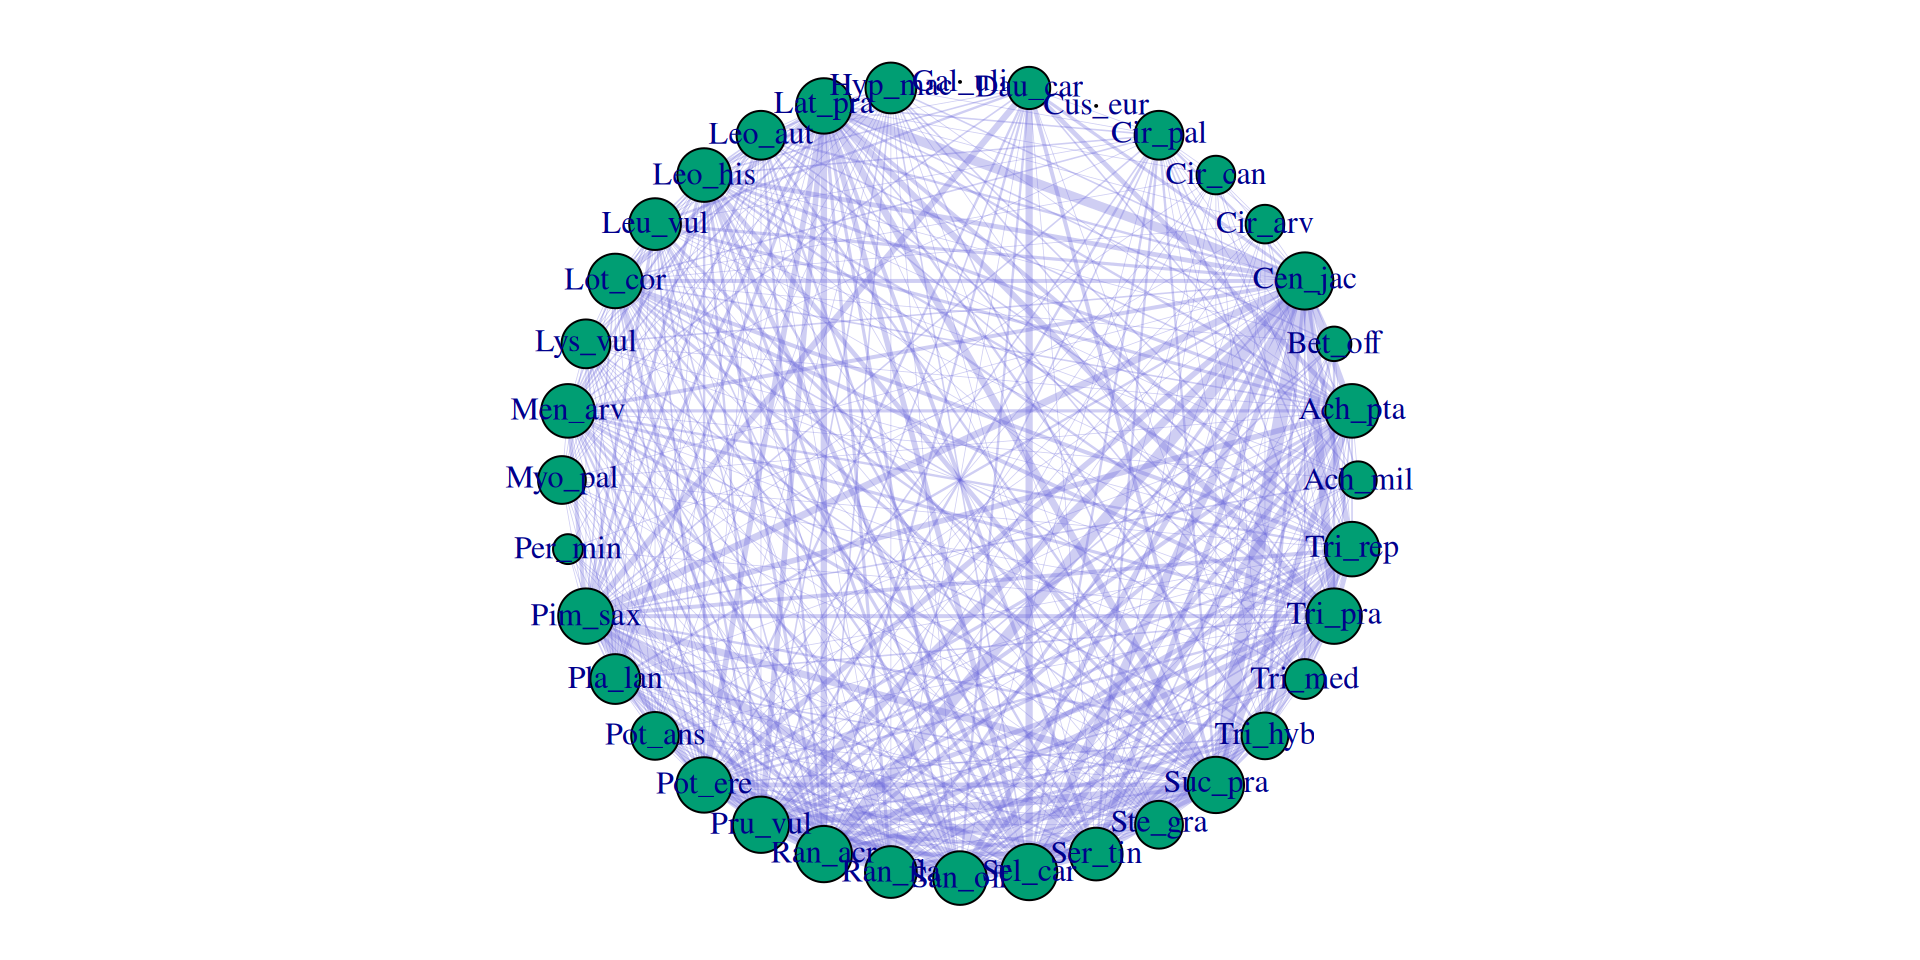 Hyp_mac
Gal_uli
Dau_car
Lat_pra
Cus_eur
Leo_aut
Cir_pal
Leo_his
Cir_can
Leu_vul
Cir_arv
Lot_cor
Cen_jac
Lys_vul
Bet_off
Men_arv
Ach_pta
Myo_pal
Ach_mil
Per_min
Tri_rep
Pim_sax
Tri_pra
Pla_lan
Tri_med
Pot_ans
Tri_hyb
Pot_ere
Suc_pra
Pru_vul
Ste_gra
Ran_acr
Ser_tin
Ran_fla
San_off
Sel_car